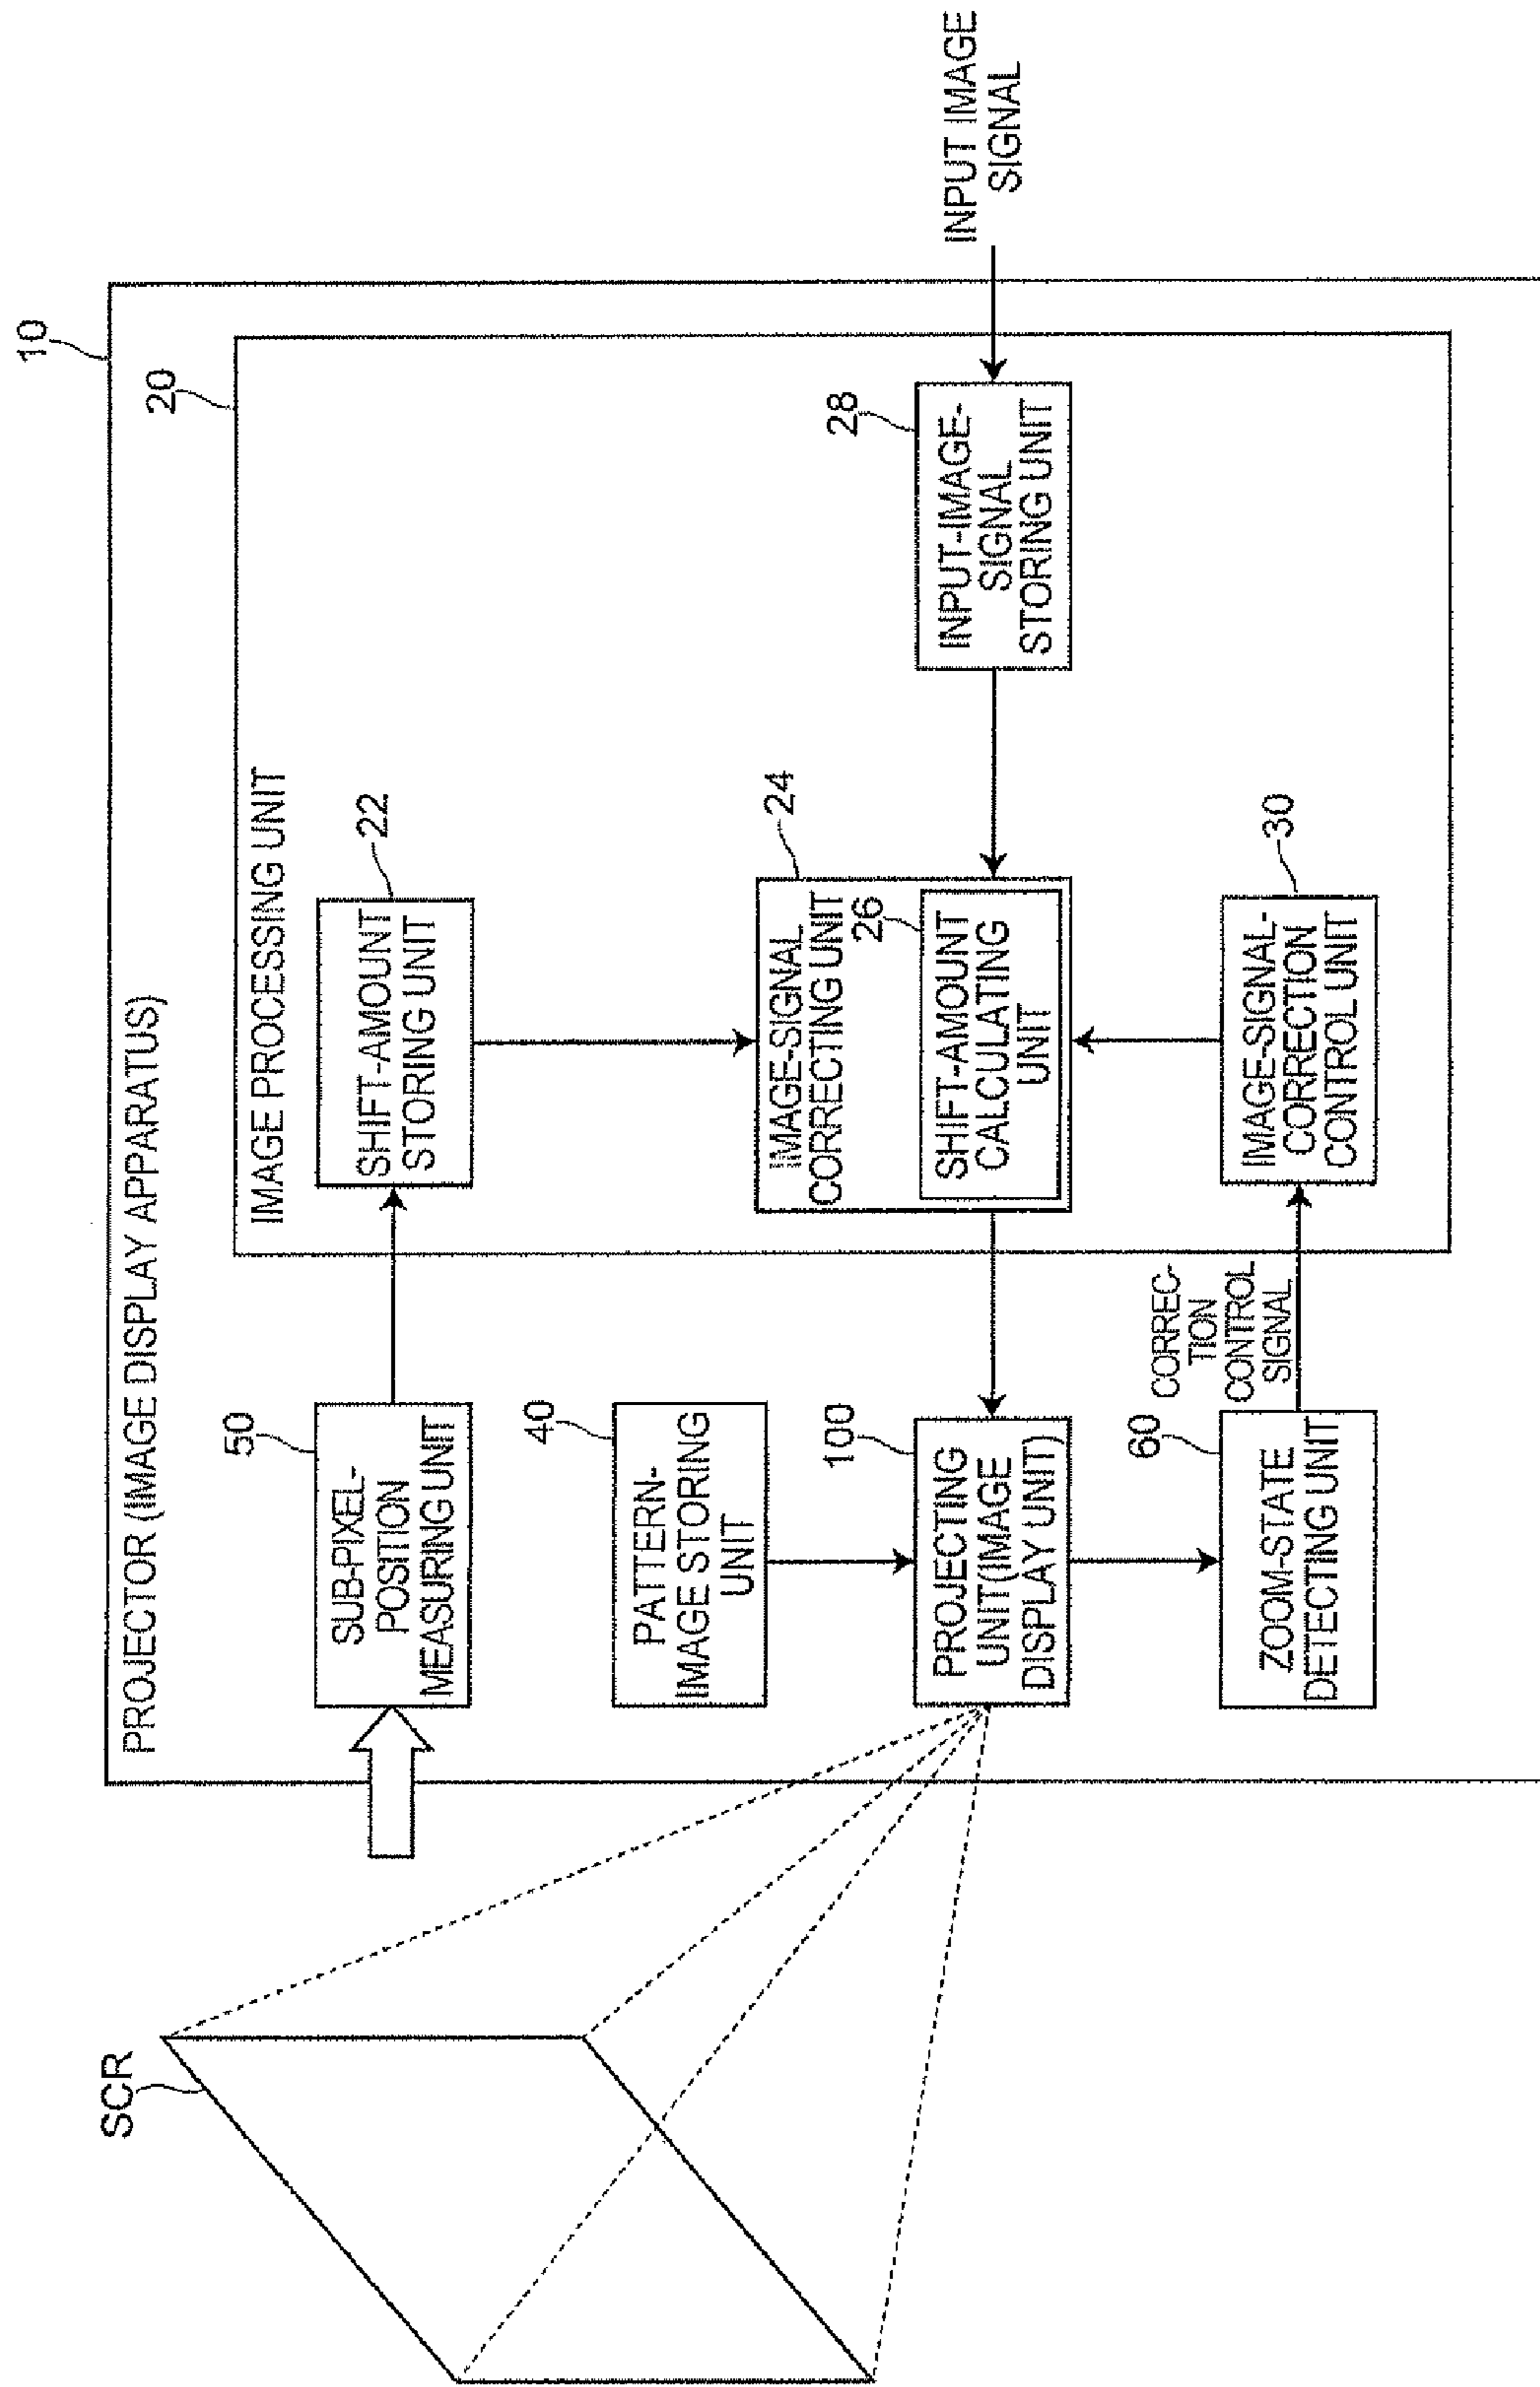 10
PROJECTOR (IMAGE DISPLAY APPARATUS)
20
IMAGE PROCESSING UNIT
SCR
50
SUB-PIXEL-
POSITION
MEASURING UNIT
22
SHIFT-AMOUNT
STORING UNIT
40
PATTERN-
IMAGE STORING
UNIT
24
IMAGE-SIGNAL
CORRECTING UNIT
26
SHIFT-AMOUNT
CALCULATING
UNIT
28
INPUT-IMAGE-
SIGNAL
STORING UNIT
INPUT IMAGE
SIGNAL
100
PROJECTING
UNIT(IMAGE
DISPLAY UNIT)
60
ZOOM-STATE
DETECTING UNIT
CORREC-
TION
CONTROL
SIGNAL
30
IMAGE-SIGNAL-
CORRECTION
CONTROL UNIT